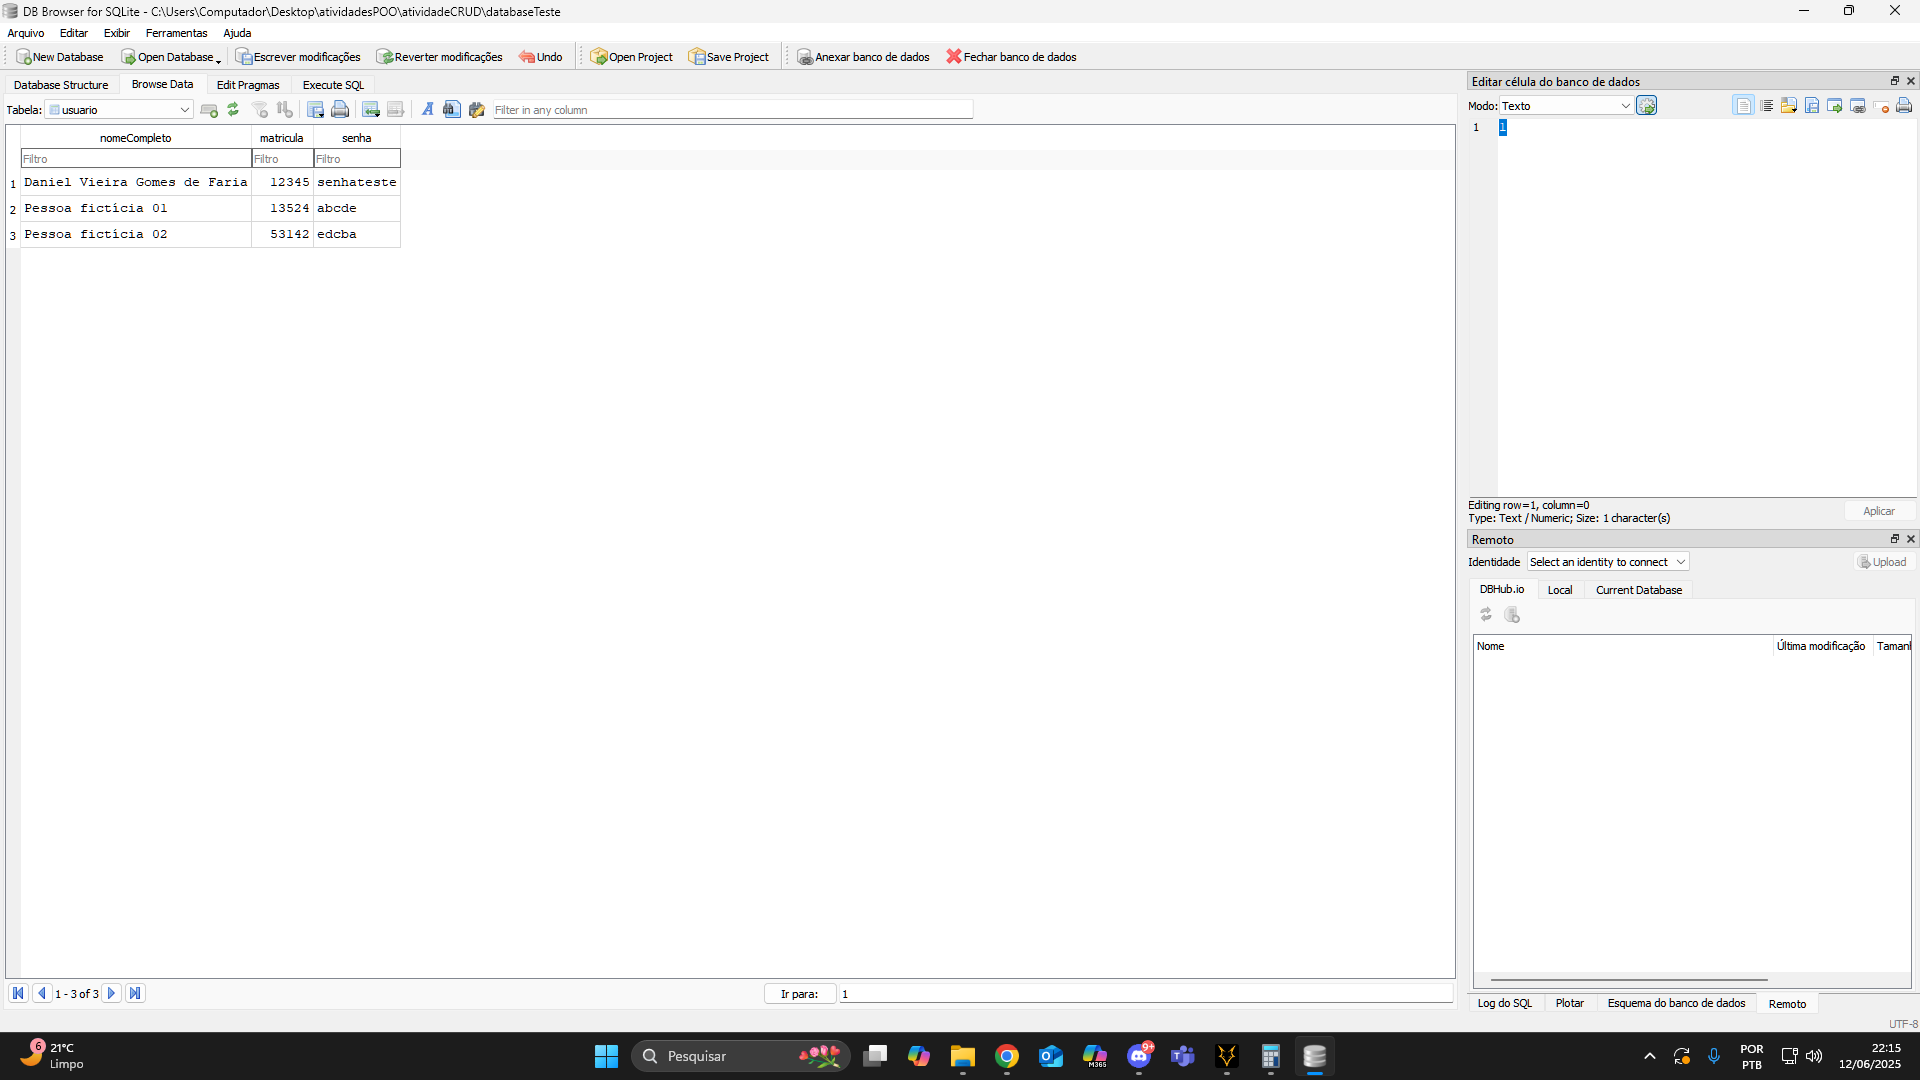 DB Browser for SQLite - C:\Users\Computador\Desktop\atividadesPOO\atividadeCRUD\databaseTeste
Arquivo Editar Exibir Ferramentas Ajuda
New Database Open Database Escrever modificações Reverter modificações Undo Open Project Save Project Anexar banco de dados Fechar banco de dados
Database Structure Browse Data Edit Pragmas Execute SQL
Tabela: usuario Filter in any column
nomeCompleto matricula senha
Filtro Filtro Filtro
1 Daniel Vieira Gomes de Faria 12345 senhateste
2 Pessoa fictícia 01 13524 abcde
3 Pessoa fictícia 02 53142 edcba
1 - 3 of 3 Ir para: 1
Editar célula do banco de dados
Modo: Texto
1 1
Editing row=1, column=0
Type: Text / Numeric; Size: 1 character(s)
Aplicar
Remoto
Identidade Select an identity to connect Upload
DBHub.io Local Current Database
Nome Última modificação Tamanl
Log do SQL Plotar Esquema do banco de dados Remoto
UTF-8
6 21°C
Limpo
Pesquisar
M365
9+
POR
PTB
22:15
12/06/2025